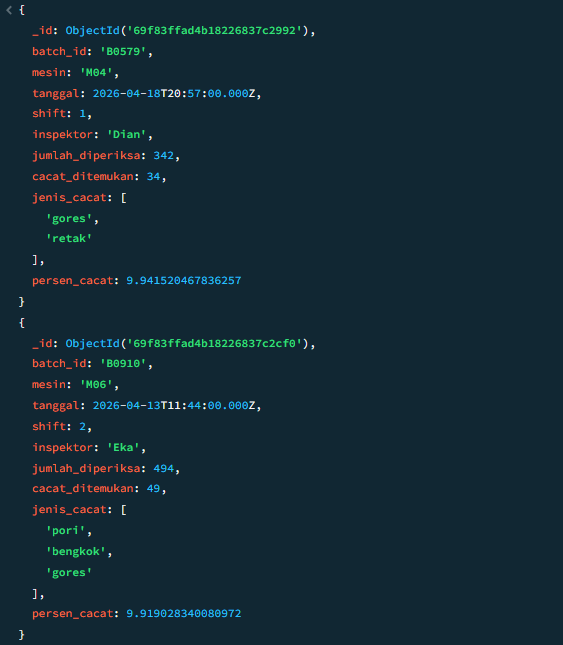 {
_id: ObjectId('69f83ffad4b18226837c2992'),
batch_id: 'B0579',
mesin: 'M04',
tanggal: 2026-04-18T20:57:00.000Z,
shift: 1,
inspektor: 'Dian',
jumlah_diperiksa: 342,
cacat_ditemukan: 34,
jenis_cacat: [
'gores',
'retak'
],
persen_cacat: 9.941520467836257
}
{
_id: ObjectId('69f83ffad4b18226837c2cf0'),
batch_id: 'B0910',
mesin: 'M06',
tanggal: 2026-04-13T11:44:00.000Z,
shift: 2,
inspektor: 'Eka',
jumlah_diperiksa: 494,
cacat_ditemukan: 49,
jenis_cacat: [
'pori',
'bengkok',
'gores'
],
persen_cacat: 9.919028340080972
}